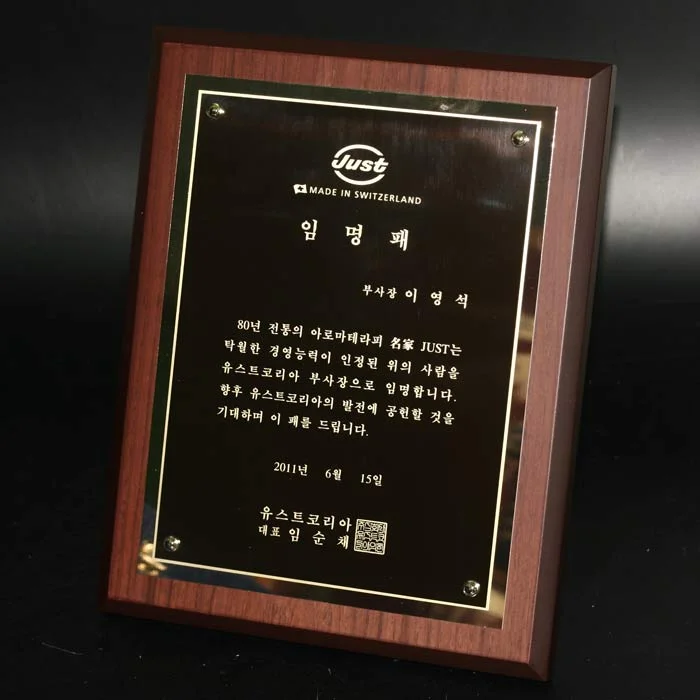 Just
MADE IN SWITZERLAND
임 명 패
부사장 이 영 석
80년 전통의 아로마테라피 名家 JUST는
탁월한 경영능력이 인정된 위의 사람을
유스트코리아 부사장으로 임명합니다.
향후 유스트코리아의 발전에 공헌할 것을
기대하며 이 패를 드립니다.
2011년 6월 15일
유스트코리아
대표 임 순 채